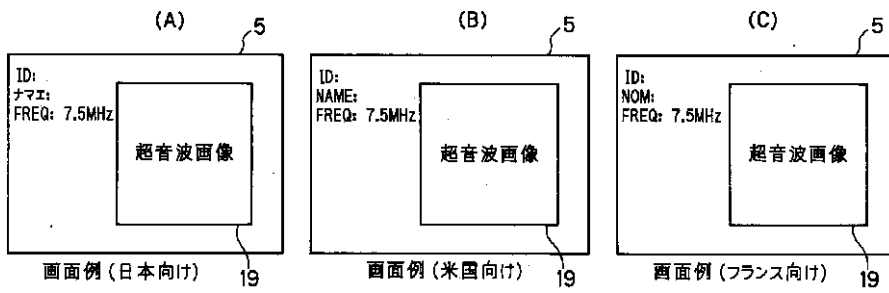 (A)
5
ID:
ナマエ:
FREQ: 7.5MHz
超音波画像
画面例(日本向け)
19
(B)
5
ID:
NAME:
FREQ: 7.5MHz
超音波画像
画面例(米国向け)
19
(C)
5
ID:
NOM:
FREQ: 7.5MHz
超音波画像
画面例(フランス向け)
19